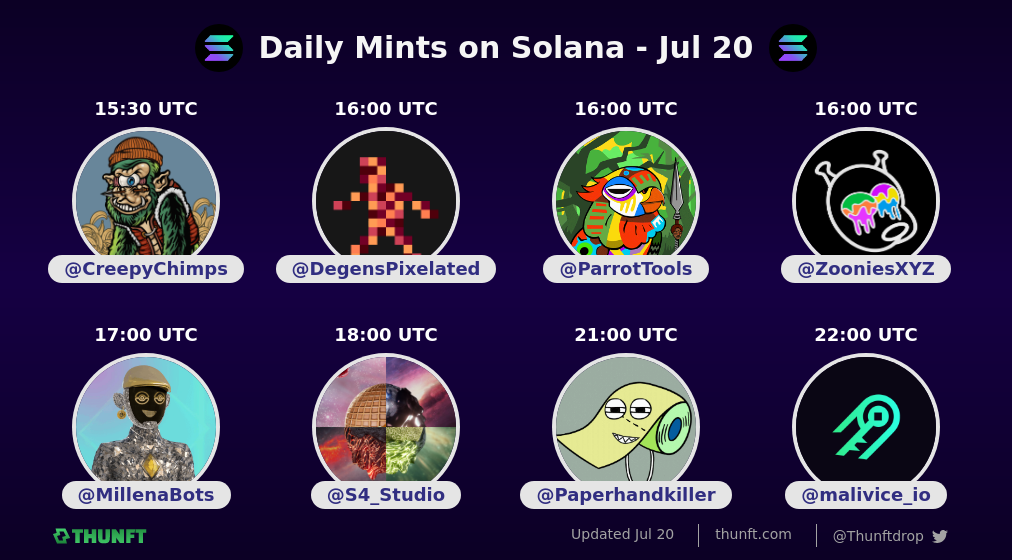 Daily Mints on Solana - Jul 20
15:30 UTC
16:00 UTC
16:00 UTC
16:00 UTC
@CreepyChimps
@DegensPixelated
@ParrotTools
@ZooniesXYZ
17:00 UTC
18:00 UTC
21:00 UTC
22:00 UTC
@MillenaBots
@S4_Studio
@Paperhandkiller
@malivice_io
THUNFT
Updated Jul 20
thunft.com
@Thunftdrop